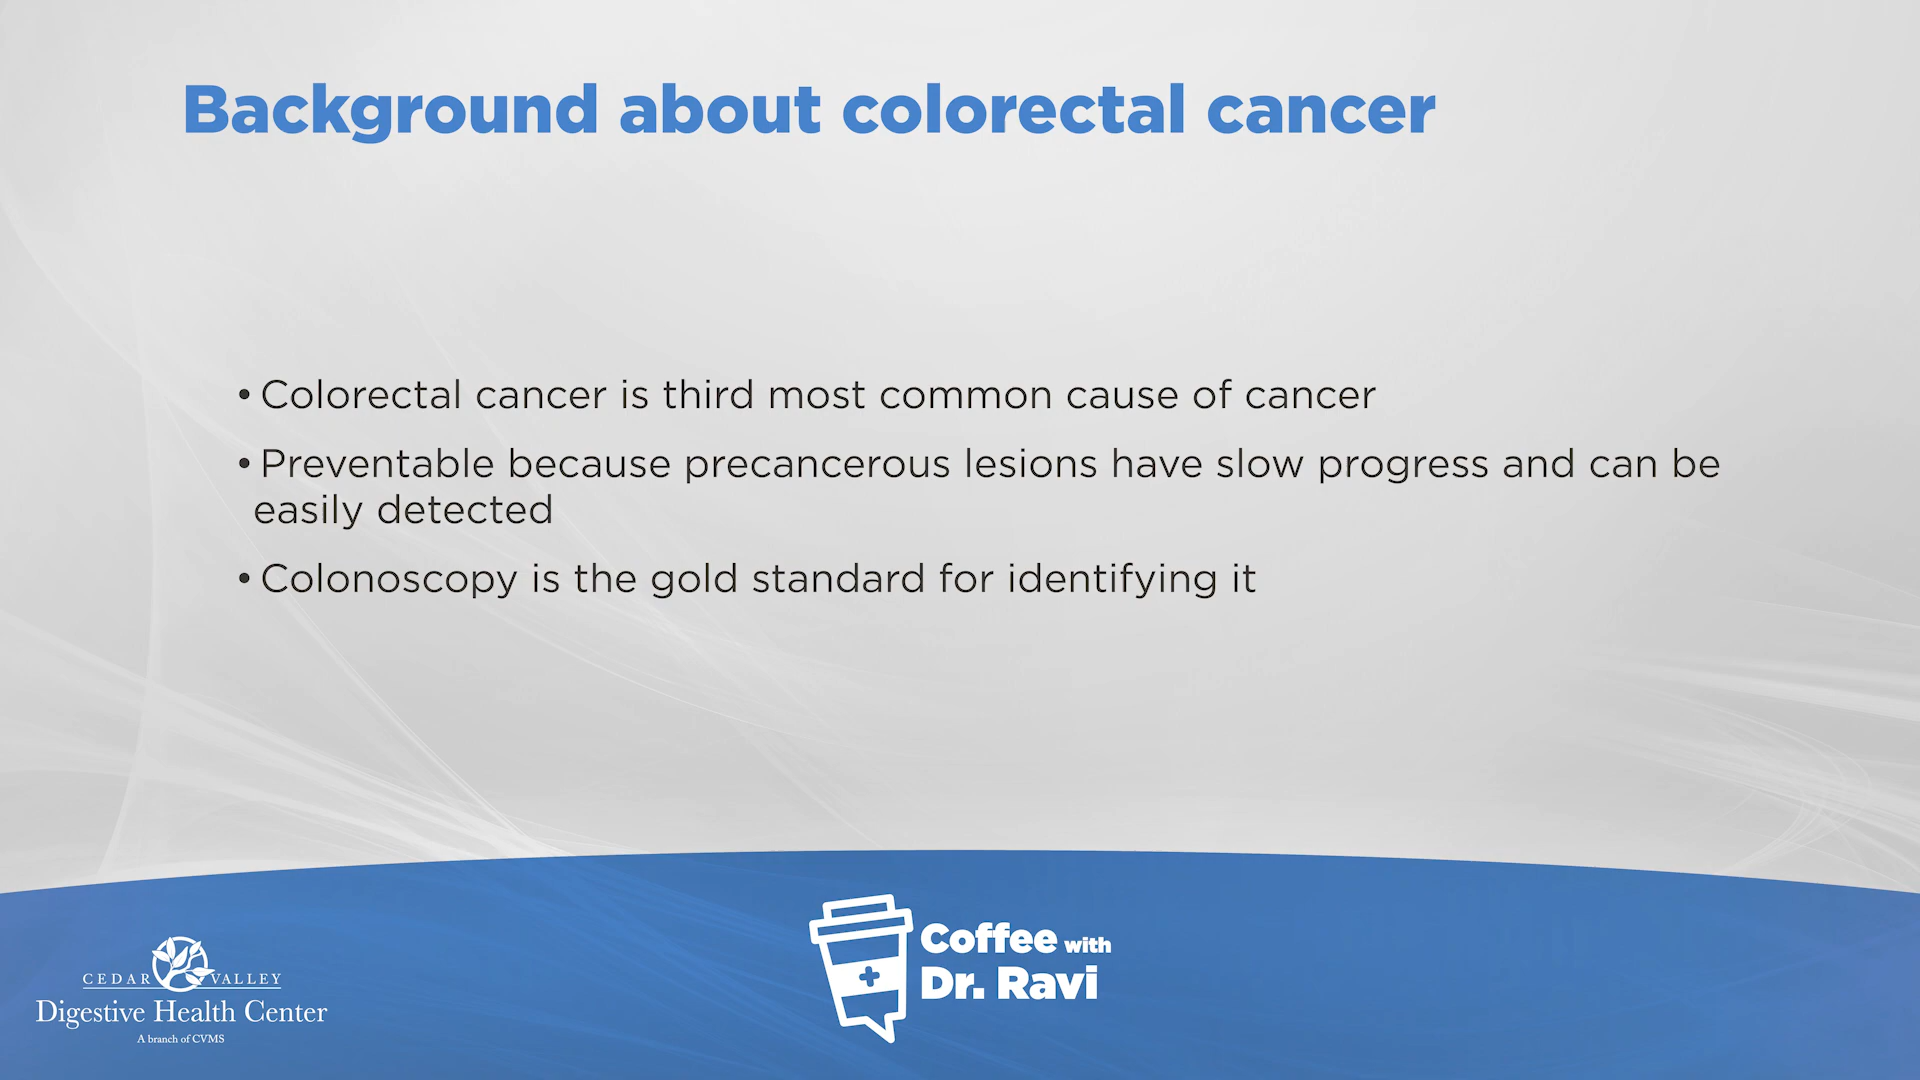 Background about colorectal cancer
• Colorectal cancer is third most common cause of cancer
• Preventable because precancerous lesions have slow progress and can be
easily detected
• Colonoscopy is the gold standard for identifying it
Coffee with
Dr. Ravi
CEDAR VALLEY
Digestive Health Center
A branch of CVMS